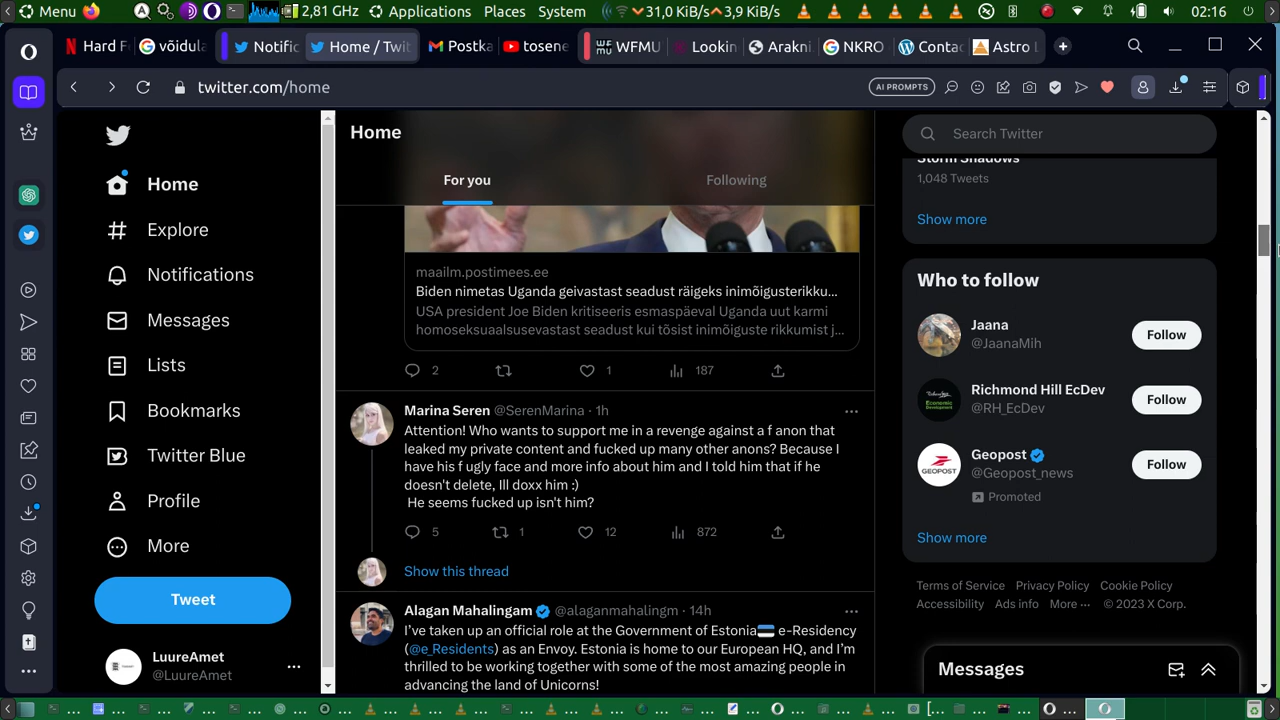 Menu
2,81 GHz
Applications
Places
System
31,0 KiB/s
3,9 KiB/s
02:16
Hard F
võidula
Notific
Home / Twit
Postka
tosene
WFMU
Lookin
Arakni
NKRO
Contac
Astro L
twitter.com/home
AI PROMPTS
Home
Explore
Notifications
Messages
Lists
Bookmarks
Twitter Blue
Profile
More
Tweet
LuureAmet
@LuureAmet
Home
For you
Following
maailm.postimees.ee
Biden nimetas Uganda geivastast seadust räigeks inimõigusterikku...
USA president Joe Biden kritiseeris esmaspäeval Uganda uut karmi
homoseksuaalsusevastast seadust kui tõsist inimõiguste rikkumist j...
2
1
187
Marina Seren @SerenMarina · 1h
Attention! Who wants to support me in a revenge against a f anon that
leaked my private content and fucked up many other anons? Because I
have his f ugly face and more info about him and I told him that if he
doesn't delete, Ill doxx him :)
He seems fucked up isn't him?
5
1
12
872
Show this thread
Alagan Mahalingam @alaganmahalingm · 14h
I've taken up an official role at the Government of Estonia🇪🇪 e-Residency
(@e_Residents) as an Envoy. Estonia is home to our European HQ, and I'm
thrilled to be working together with some of the most amazing people in
advancing the land of Unicorns!
Search Twitter
Storm Shadows
1,048 Tweets
Show more
Who to follow
Jaana
@JaanaMih
Follow
Richmond Hill EcDev
@RH_EcDev
Follow
GEOPOST
Geopost
@Geopost_news
Follow
Promoted
Show more
Terms of Service Privacy Policy Cookie Policy
Accessibility Ads info More ··· © 2023 X Corp.
Messages